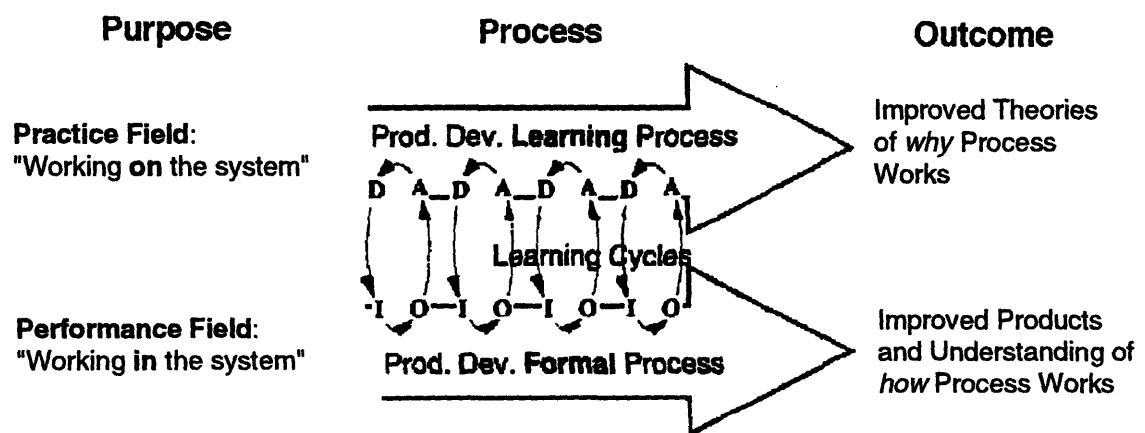 Purpose
Process
Outcome
Practice Field:
"Working on the system"
Prod. Dev. Learning Process
Improved Theories
of why Process
Works
D A D A D A D A
Learning Cycles
I O I O I O I O
Performance Field:
"Working in the system"
Prod. Dev. Formal Process
Improved Products
and Understanding of
how Process Works